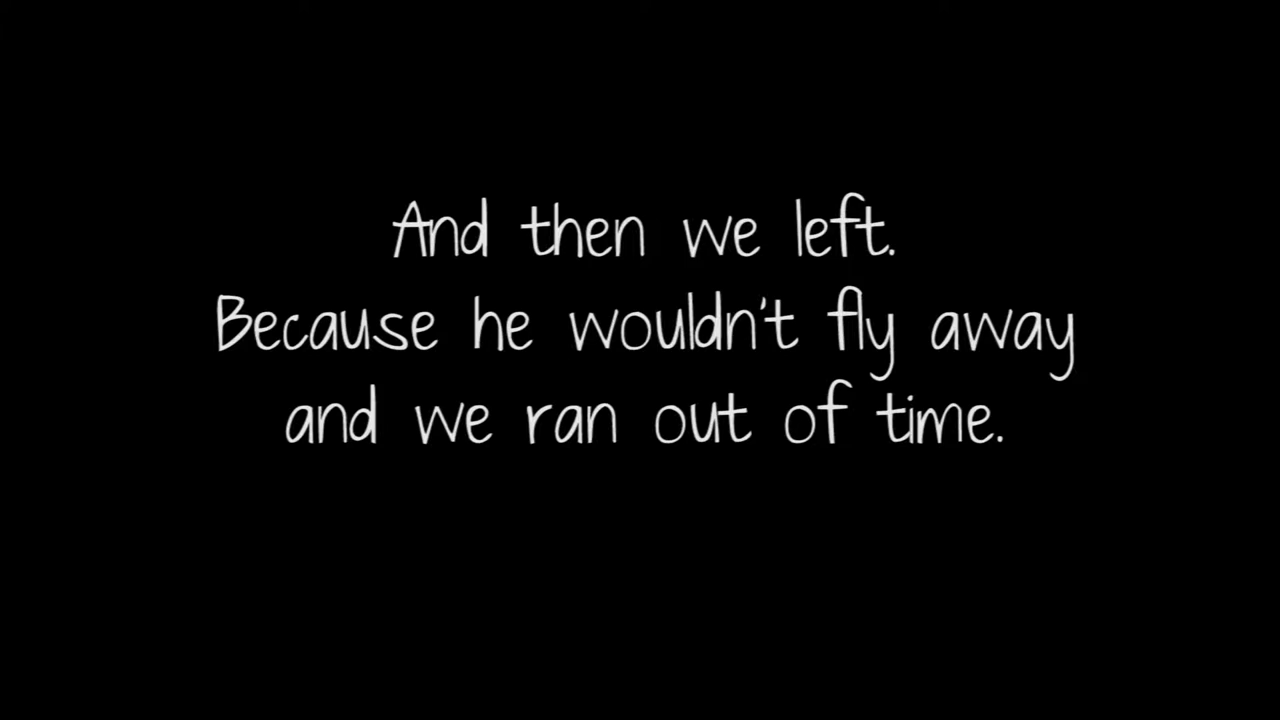 And then we left.
Because he wouldn't fly away
and we ran out of time.